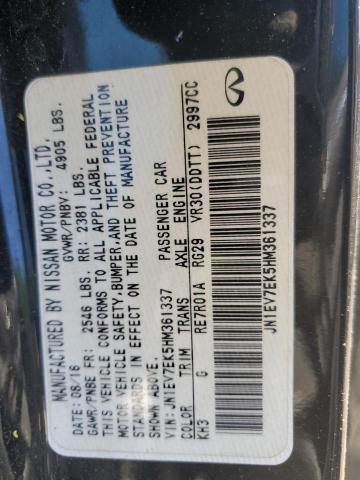 MANUFACTURED BY NISSAN MOTOR CO.,LTD.
GVWR/PNBV: 4905 LBS.
DATE: 08/16
GAWR/PNBE FR: 2546 LBS. RR: 2381 LBS.
THIS VEHICLE CONFORMS TO ALL APPLICABLE FEDERAL
MOTOR VEHICLE SAFETY,BUMPER,AND THEFT PREVENTION
STANDARDS IN EFFECT ON THE DATE OF MANUFACTURE
SHOWN ABOVE.
VIN:JN1EV7EK5HM361337 PASSENGER CAR
COLOR TRIM TRANS AXLE ENGINE
KH3 G RE7R01A RG29 VR30(DDTT) 2997CC
JN1EV7EK5HM361337